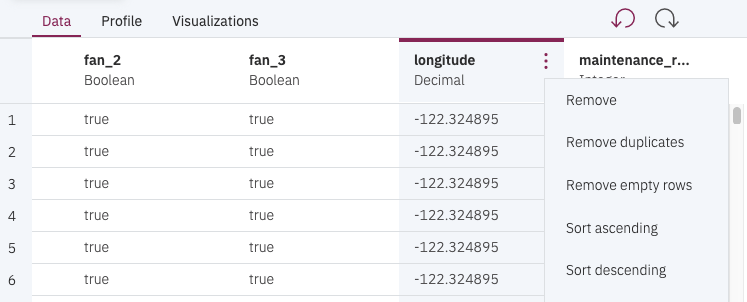 Data Profile Visualizations
fan_2 fan_3 longitude maintenance_r...
Boolean Boolean Decimal Integer
Remove
1 true true -122.324895
Remove duplicates
2 true true -122.324895
3 true true -122.324895 Remove empty rows
4 true true -122.324895
Sort ascending
5 true true -122.324895
Sort descending
6 true true -122.324895